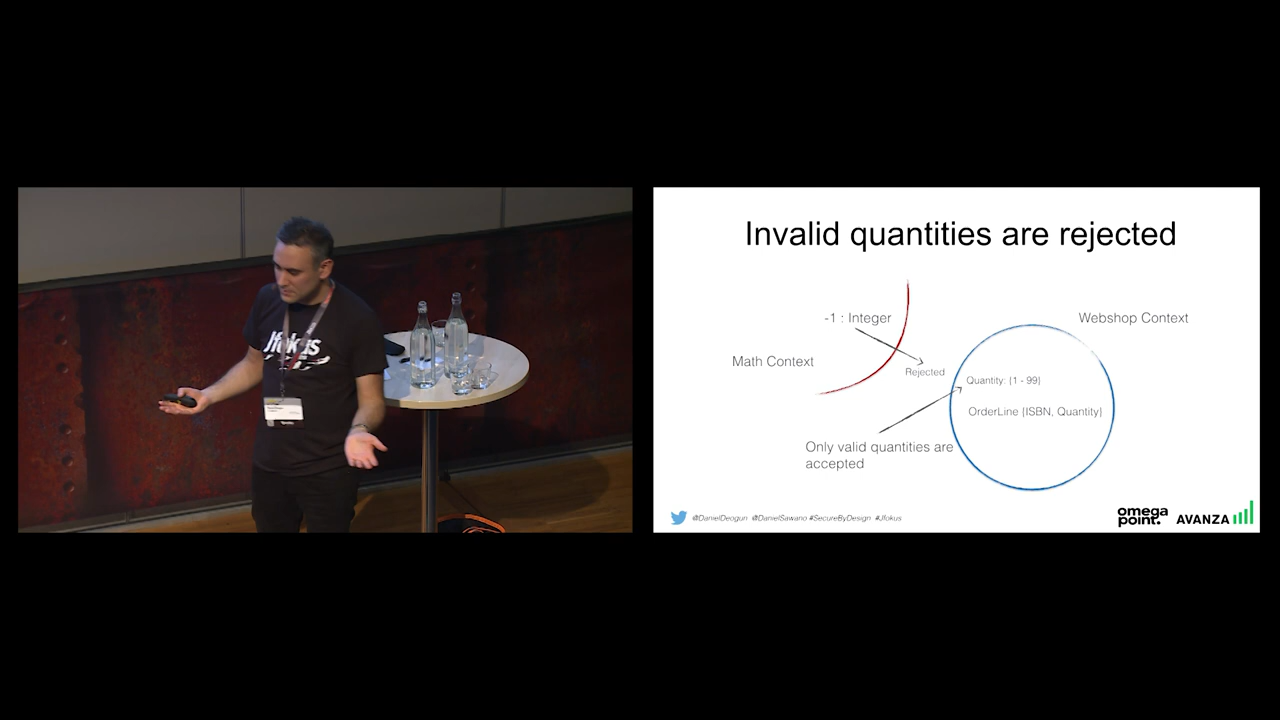 Jfokus
Invalid quantities are rejected
-1 : Integer
Webshop Context
Math Context
Rejected
Quantity: {1 - 99}
OrderLine {ISBN, Quantity}
Only valid quantities are
accepted
@DanielDeogun @DanielSawano #SecureByDesign #Jfokus
omega
point.
AVANZA